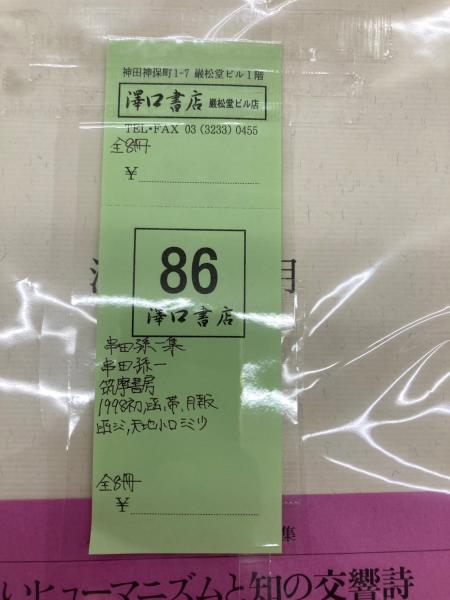 神田神保町1-7 巖松堂ビル1階
澤口書店 巖松堂ビル店
TEL・FAX 03 (3233) 0455
全8冊
¥
86
澤口書店
串田孫一集
串田孫一
筑摩書房
1998初,函,帯,月報
函シミ,天地小口シミ少
全8冊
¥
月
集
いヒューマニズムと知の交響詩